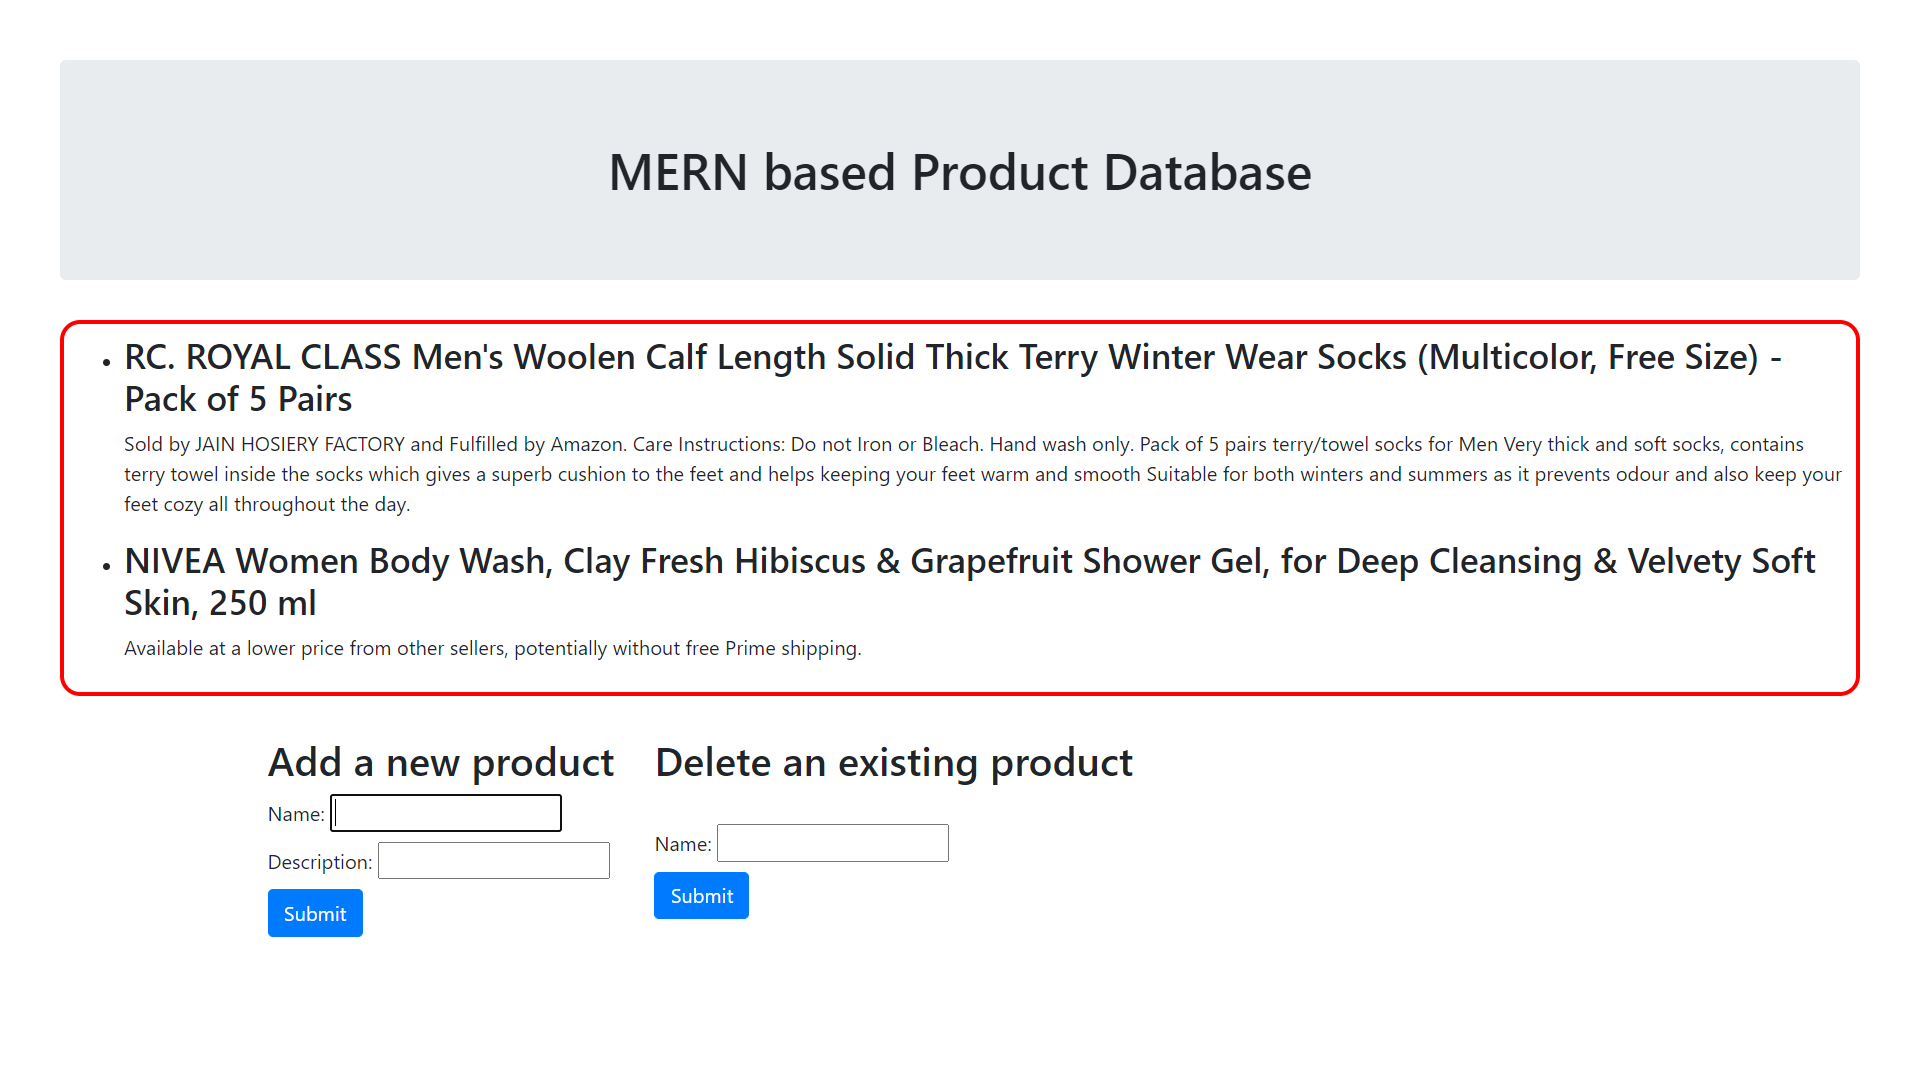 MERN based Product Database
RC. ROYAL CLASS Men's Woolen Calf Length Solid Thick Terry Winter Wear Socks (Multicolor, Free Size) -
Pack of 5 Pairs
Sold by JAIN HOSIERY FACTORY and Fulfilled by Amazon. Care Instructions: Do not Iron or Bleach. Hand wash only. Pack of 5 pairs terry/towel socks for Men Very thick and soft socks, contains
terry towel inside the socks which gives a superb cushion to the feet and helps keeping your feet warm and smooth Suitable for both winters and summers as it prevents odour and also keep your
feet cozy all throughout the day.
NIVEA Women Body Wash, Clay Fresh Hibiscus & Grapefruit Shower Gel, for Deep Cleansing & Velvety Soft
Skin, 250 ml
Available at a lower price from other sellers, potentially without free Prime shipping.
Add a new product
Name:
Description:
Submit
Delete an existing product
Name:
Submit